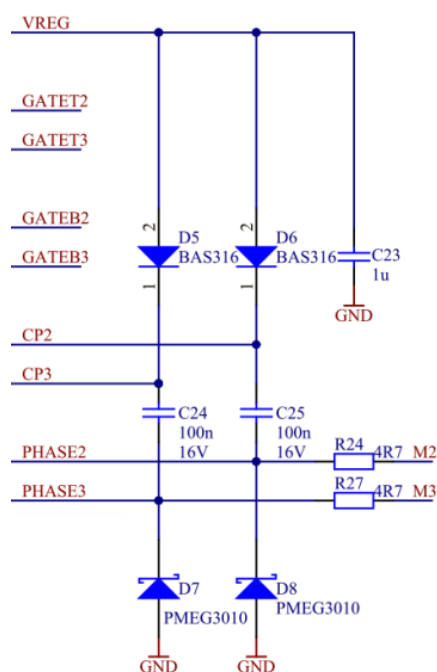 VREG
GATET2
GATET3
GATEB2
GATEB3
2
D5
BAS316
1
2
D6
BAS316
1
C23
1u
GND
CP2
CP3
C24
100n
16V
C25
100n
16V
PHASE2
R24
4R7
M2
PHASE3
R27
4R7
M3
D7
PMEG3010
D8
PMEG3010
GND
GND